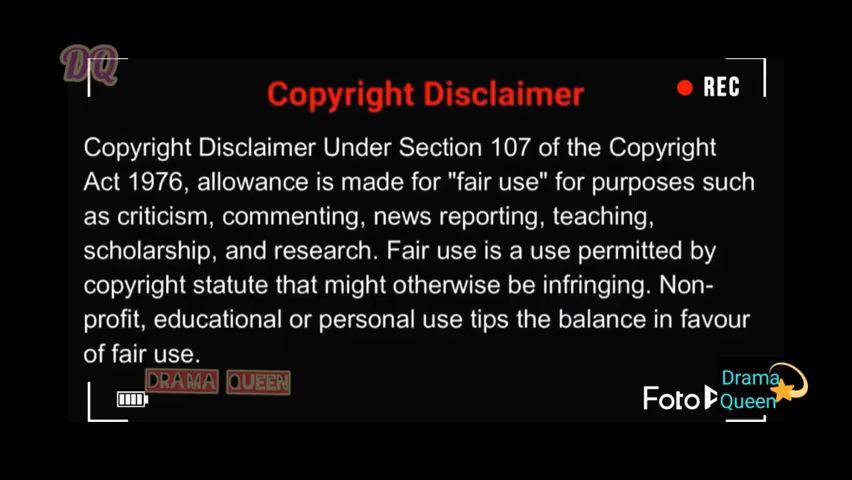 DQ
Copyright Disclaimer
REC
Copyright Disclaimer Under Section 107 of the Copyright
Act 1976, allowance is made for "fair use" for purposes such
as criticism, commenting, news reporting, teaching,
scholarship, and research. Fair use is a use permitted by
copyright statute that might otherwise be infringing. Non-
profit, educational or personal use tips the balance in favour
of fair use.
DRAMA QUEEN
Foto
Drama
Queen